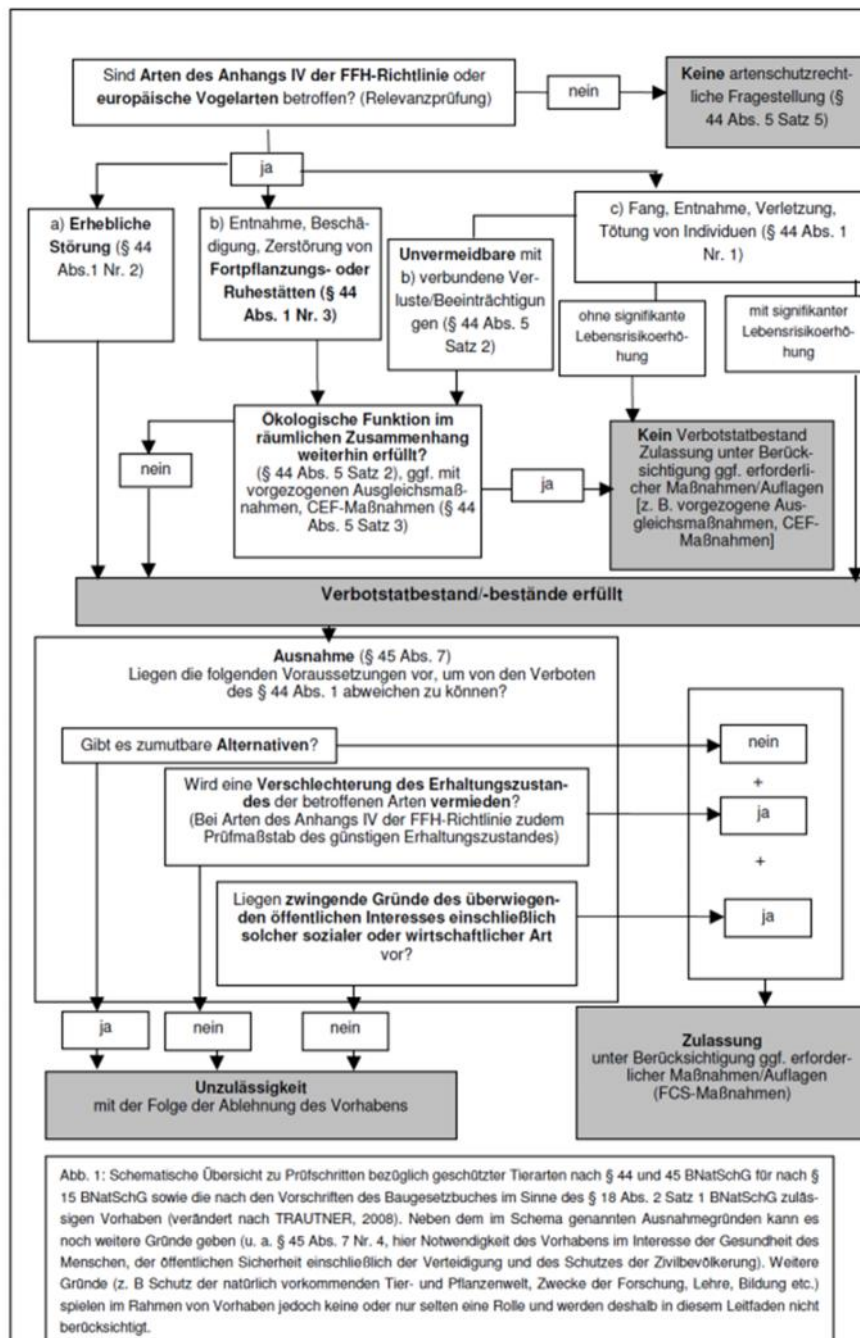 Sind Arten des Anhangs IV der FFH-Richtlinie oder
europäische Vogelarten betroffen? (Relevanzprüfung)
nein
Keine artenschutzrecht-
liche Fragestellung (§
44 Abs. 5 Satz 5)
ja
a) Erhebliche
Störung (§ 44
Abs.1 Nr. 2)
b) Entnahme, Beschä-
digung, Zerstörung von
Fortpflanzungs- oder
Ruhestätten (§ 44
Abs. 1 Nr. 3)
Unvermeidbare mit
b) verbundene Ver-
luste/Beeinträchtigun
gen (§ 44 Abs. 5
Satz 2)
c) Fang, Entnahme, Verletzung,
Tötung von Individuen (§ 44 Abs. 1
Nr. 1)
ohne signifikante
Lebensrisikoerhö-
hung
mit signifikanter
Lebensrisikoerhö-
hung
Ökologische Funktion im
räumlichen Zusammenhang
weiterhin erfüllt?
(§ 44 Abs. 5 Satz 2), ggf. mit
vorgezogenen Ausgleichsmaß-
nahmen, CEF-Maßnahmen (§ 44
Abs. 5 Satz 3)
nein
ja
Kein Verbotstatbestand
Zulassung unter Berück-
sichtigung ggf. erforderli-
cher Maßnahmen/Auflagen
[z. B. vorgezogene Aus-
gleichsmaßnahmen, CEF-
Maßnahmen]
Verbotstatbestand/-bestände erfüllt
Ausnahme (§ 45 Abs. 7)
Liegen die folgenden Voraussetzungen vor, um von den Verboten
des § 44 Abs. 1 abweichen zu können?
Gibt es zumutbare Alternativen?
nein
+
Wird eine Verschlechterung des Erhaltungszustan-
des der betroffenen Arten vermieden?
(Bei Arten des Anhangs IV der FFH-Richtlinie zudem
Prüfmaßstab des günstigen Erhaltungszustandes)
ja
+
Liegen zwingende Gründe des überwiegen-
den öffentlichen Interesses einschließlich
solcher sozialer oder wirtschaftlicher Art
vor?
ja
ja
nein
nein
Unzulässigkeit
mit der Folge der Ablehnung des Vorhabens
Zulassung
unter Berücksichtigung ggf. erforder-
licher Maßnahmen/Auflagen
(FCS-Maßnahmen)
Abb. 1: Schematische Übersicht zu Prüfschritten bezüglich geschützter Tierarten nach § 44 und 45 BNatSchG für nach §
15 BNatSchG sowie die nach den Vorschriften des Baugesetzbuches im Sinne des § 18 Abs. 2 Satz 1 BNatSchG zuläs-
sigen Vorhaben (verändert nach TRAUTNER, 2008). Neben dem im Schema genannten Ausnahmegründen kann es
noch weitere Gründe geben (u. a. § 45 Abs. 7 Nr. 4, hier Notwendigkeit des Vorhabens im Interesse der Gesundheit des
Menschen, der öffentlichen Sicherheit einschließlich der Verteidigung und des Schutzes der Zivilbevölkerung). Weitere
Gründe (z. B Schutz der natürlich vorkommenden Tier- und Pflanzenwelt, Zwecke der Forschung, Lehre, Bildung etc.)
spielen im Rahmen von Vorhaben jedoch keine oder nur selten eine Rolle und werden deshalb in diesem Leitfaden nicht
berücksichtigt.